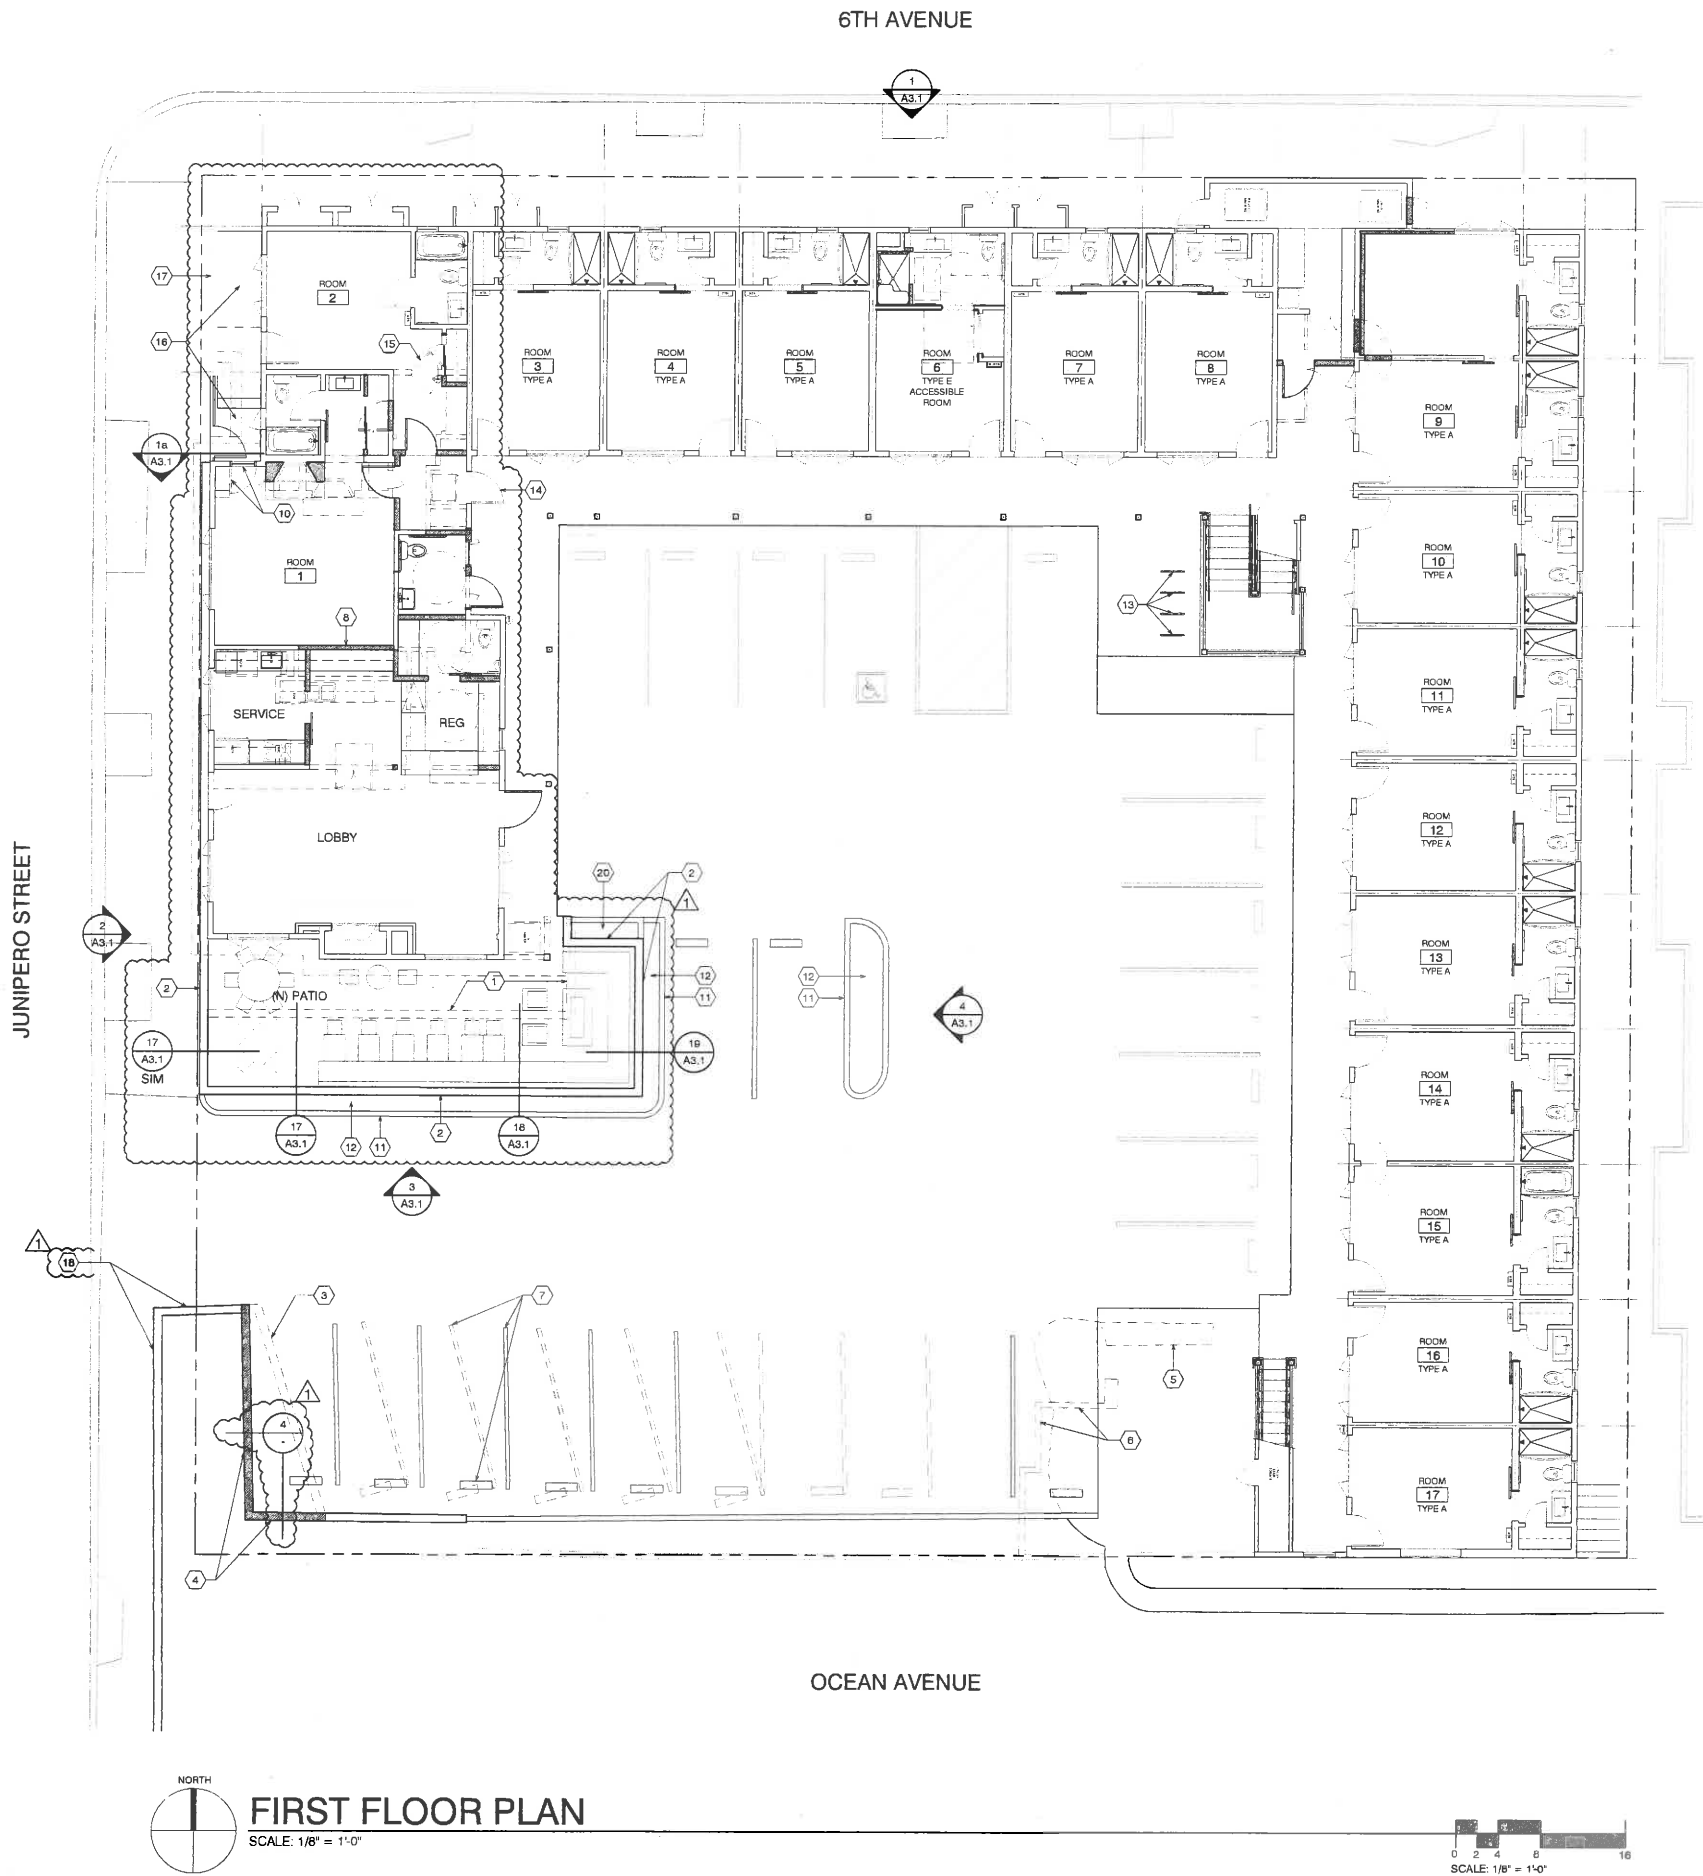 6TH AVENUE
1
A3.1
17
ROOM
2
16
15
ROOM
3
TYPE A
ROOM
4
TYPE A
ROOM
5
TYPE A
ROOM
6
TYPE E
ACCESSIBLE
ROOM
ROOM
7
TYPE A
ROOM
8
TYPE A
ROOM
9
TYPE A
1a
A3.1
14
10
ROOM
1
ROOM
10
TYPE A
13
8
SERVICE
REG
ROOM
11
TYPE A
LOBBY
ROOM
12
TYPE A
JUNIPERO STREET
20
2
1
2
A3.1
ROOM
13
TYPE A
2
(N) PATIO
1
12
11
12
11
4
A3.1
17
A3.1
SIM
19
A3.1
ROOM
14
TYPE A
17
A3.1
12
11
2
18
A3.1
3
A3.1
ROOM
15
TYPE A
1
18
3
7
ROOM
16
TYPE A
5
1
4
-
6
ROOM
17
TYPE A
4
OCEAN AVENUE
NORTH
FIRST FLOOR PLAN
SCALE: 1/8" = 1'-0"
0 2 4 8 16
SCALE: 1/8" = 1'-0"